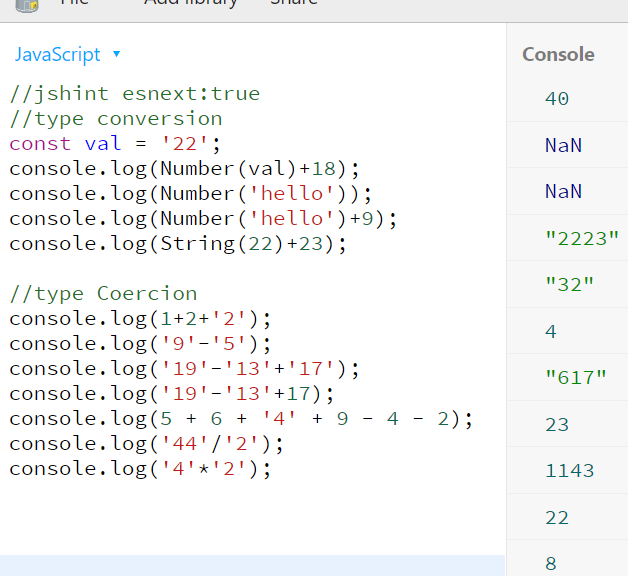 File Add library Share
JavaScript ▾
Console
//jshint esnext:true
//type conversion
const val = '22';
console.log(Number(val)+18);
console.log(Number('hello'));
console.log(Number('hello')+9);
console.log(String(22)+23);
//type Coercion
console.log(1+2+'2');
console.log('9'-'5');
console.log('19'-'13'+'17');
console.log('19'-'13'+17);
console.log(5 + 6 + '4' + 9 - 4 - 2);
console.log('44'/'2');
console.log('4'*'2');
40
NaN
NaN
"2223"
"32"
4
"617"
23
1143
22
8